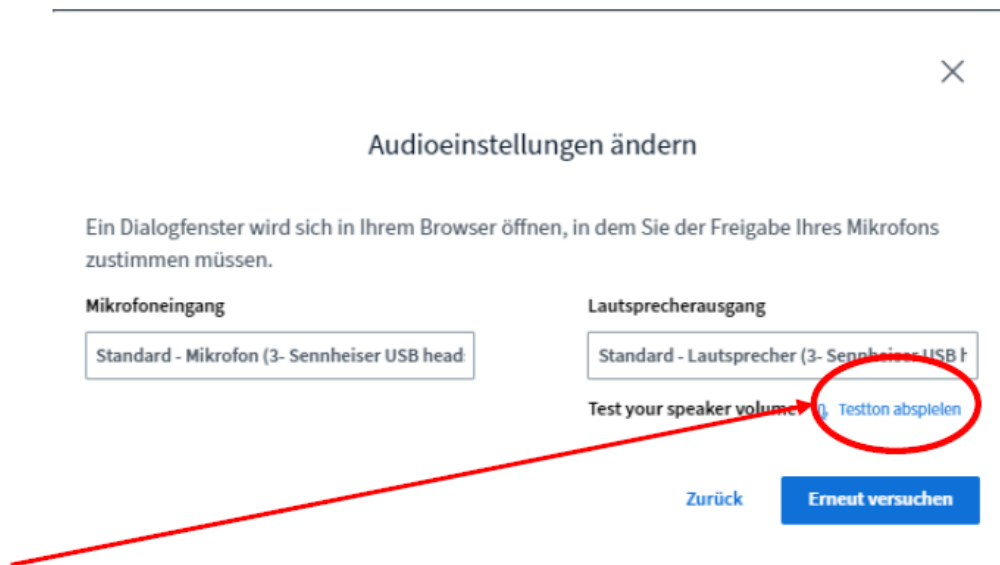 Audioeinstellungen ändern
Ein Dialogfenster wird sich in Ihrem Browser öffnen, in dem Sie der Freigabe Ihres Mikrofons
zustimmen müssen.
Mikrofoneingang
Lautsprecherausgang
Standard - Mikrofon (3- Sennheiser USB head
Standard - Lautsprecher (3- Sennheiser USB h
Test your speaker volume Testton abspielen
Zurück
Erneut versuchen